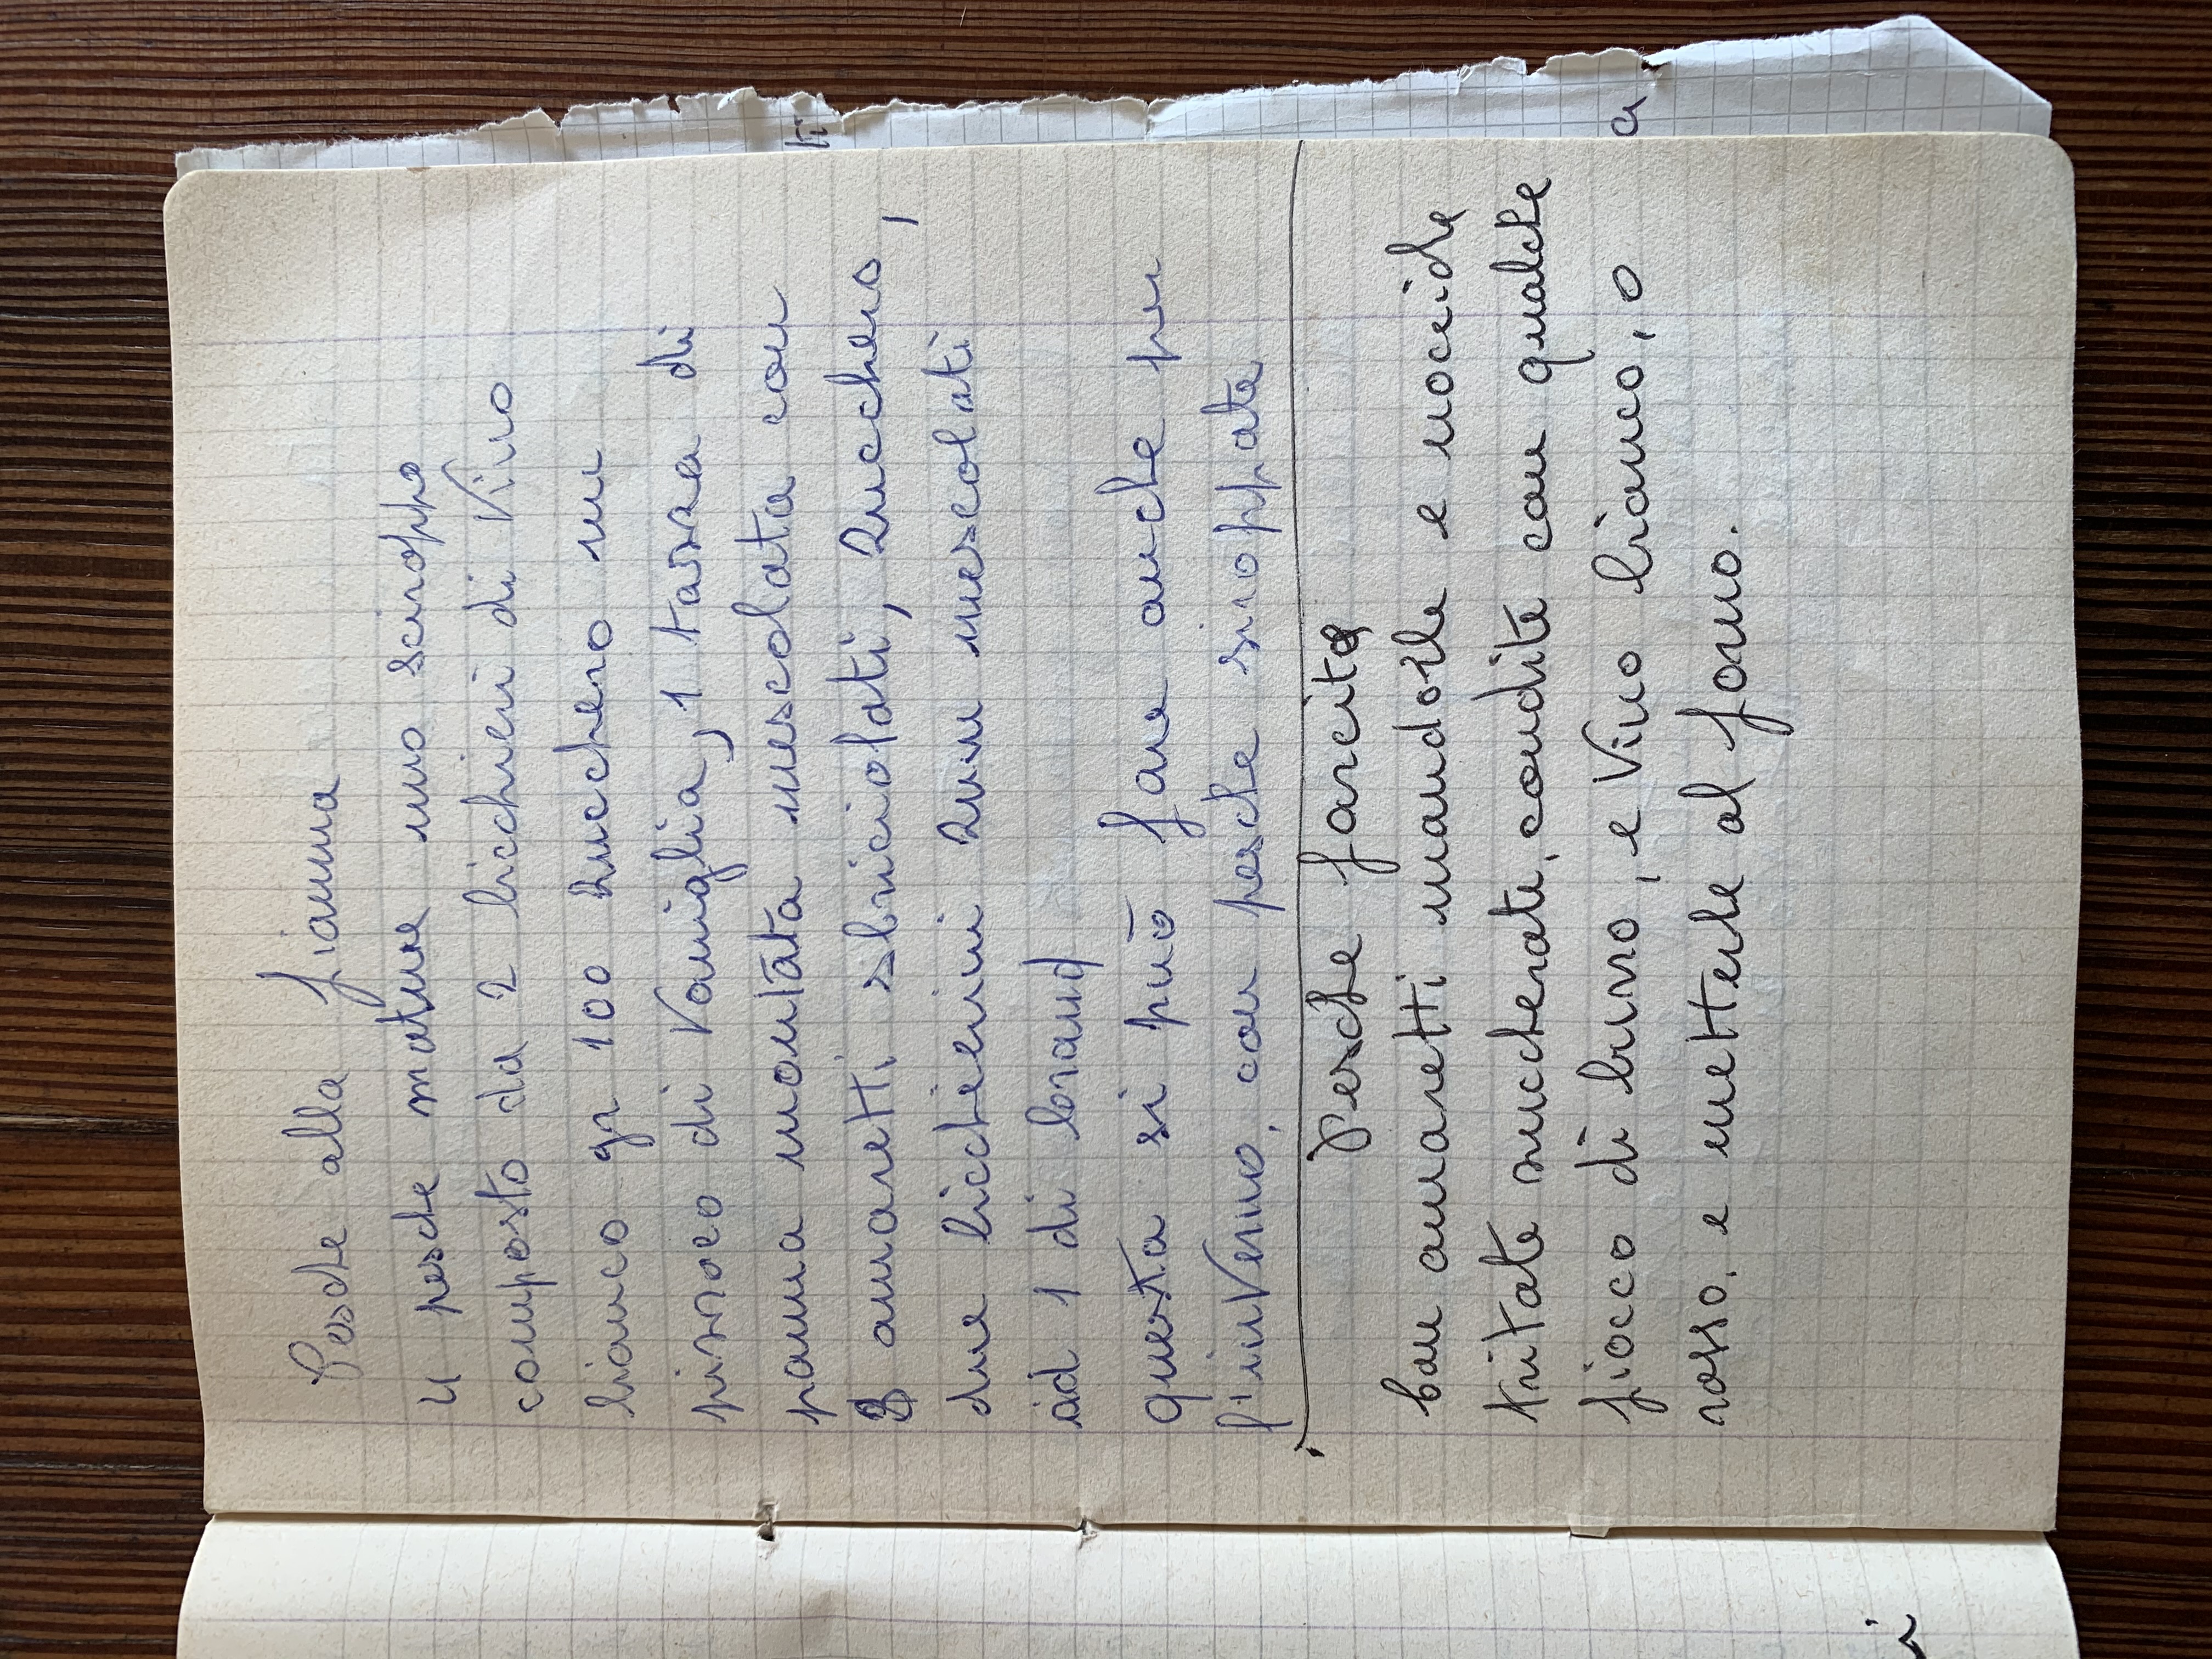 Pesche alla fiamma
4 pesche mature uno sciroppo
composto da 2 bicchieri di Vino
bianco gr 100 zucchero un
pizzoco di Vaniglia, 1 tazza di
panna montata mescolata con
8 amaretti sbriciolati, zucchero,
due bicchierini rum mescolati
ad 1 di brand
questa si può fare anche per
l'inverno, con pesche siroppate
Pesche farcite
Con amaretti mandorle e nocciole
tritate zuccherate, condite con qualche
fiocco di burro, e Vino bianco, o
rosso, e metterle al forno.
ti
a
i